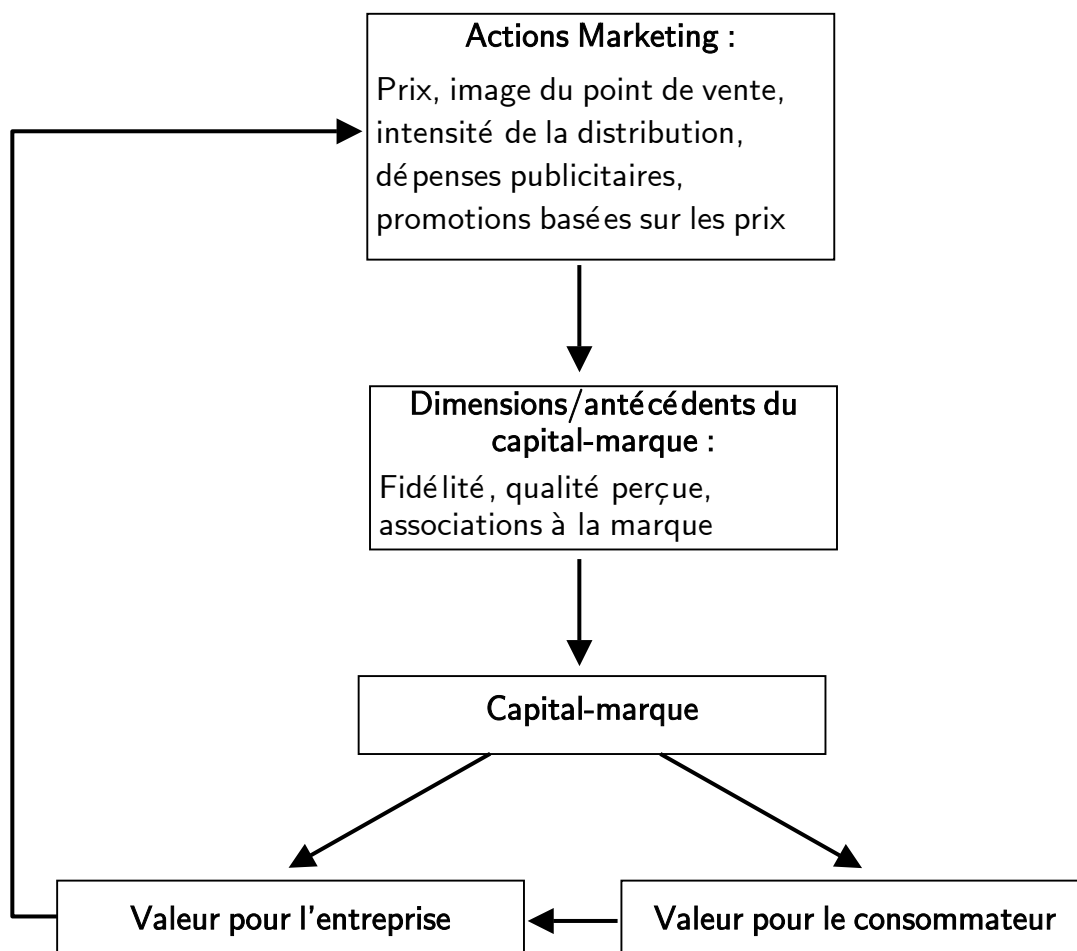 Actions Marketing :
Prix, image du point de vente,
intensité de la distribution,
dépenses publicitaires,
promotions basées sur les prix
Dimensions/antécédents du
capital-marque :
Fidélité, qualité perçue,
associations à la marque
Capital-marque
Valeur pour l'entreprise
Valeur pour le consommateur